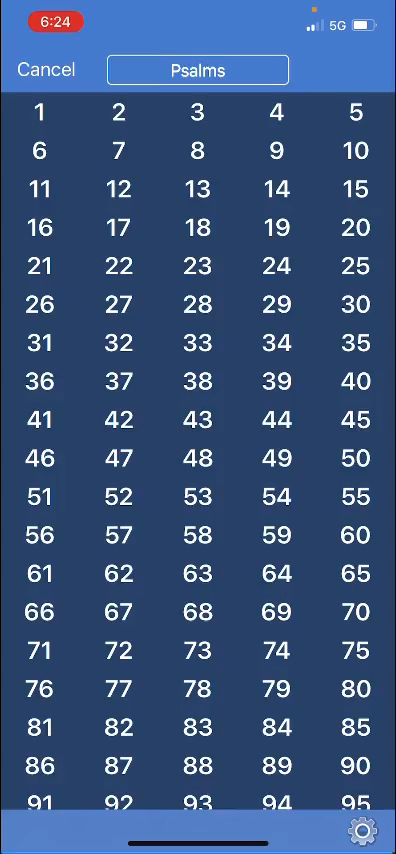 6:24
5G
Cancel
Psalms
1 2 3 4 5
6 7 8 9 10
11 12 13 14 15
16 17 18 19 20
21 22 23 24 25
26 27 28 29 30
31 32 33 34 35
36 37 38 39 40
41 42 43 44 45
46 47 48 49 50
51 52 53 54 55
56 57 58 59 60
61 62 63 64 65
66 67 68 69 70
71 72 73 74 75
76 77 78 79 80
81 82 83 84 85
86 87 88 89 90
91 92 93 94 95